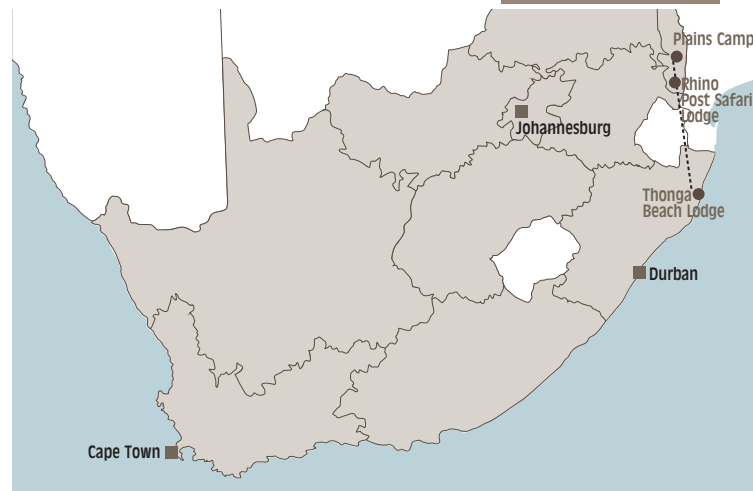 Plains Camp
Rhino
Post Safari
Lodge
Johannesburg
Thonga
Beach Lodge
Durban
Cape Town